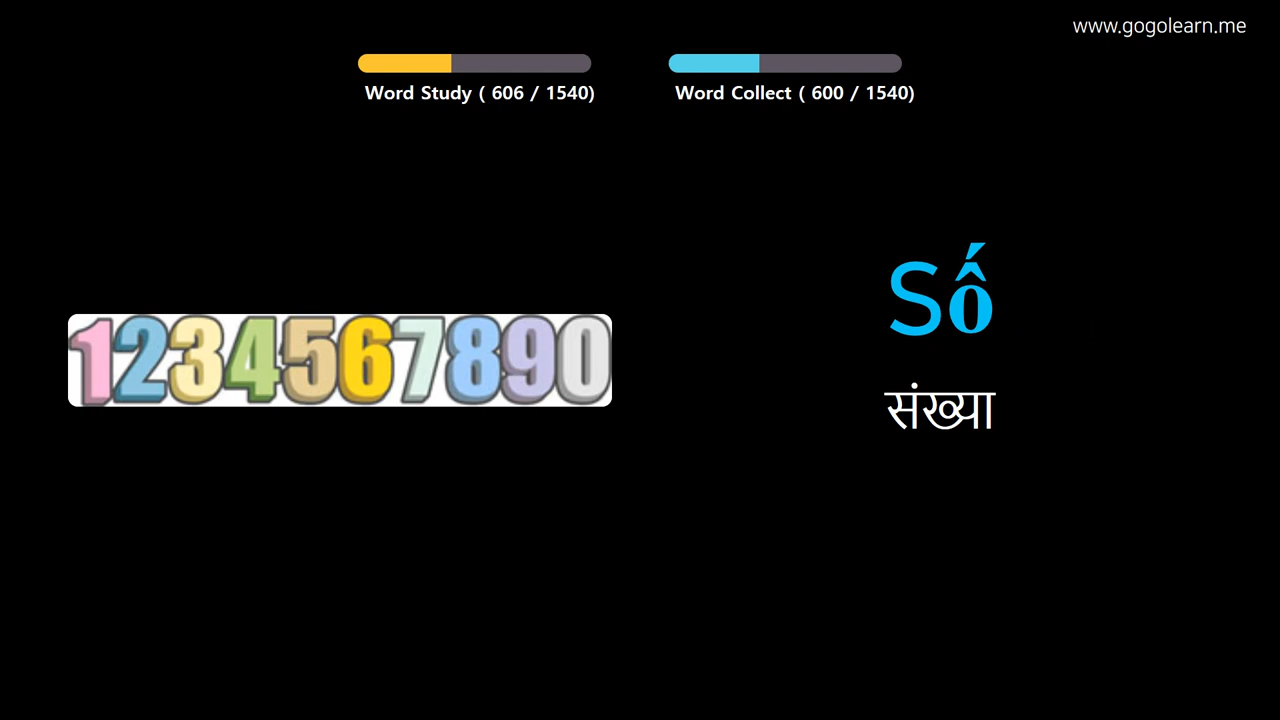 www.gogolearn.me
Word Study ( 606 / 1540)
Word Collect ( 600 / 1540)
1234567890
Số
संख्या